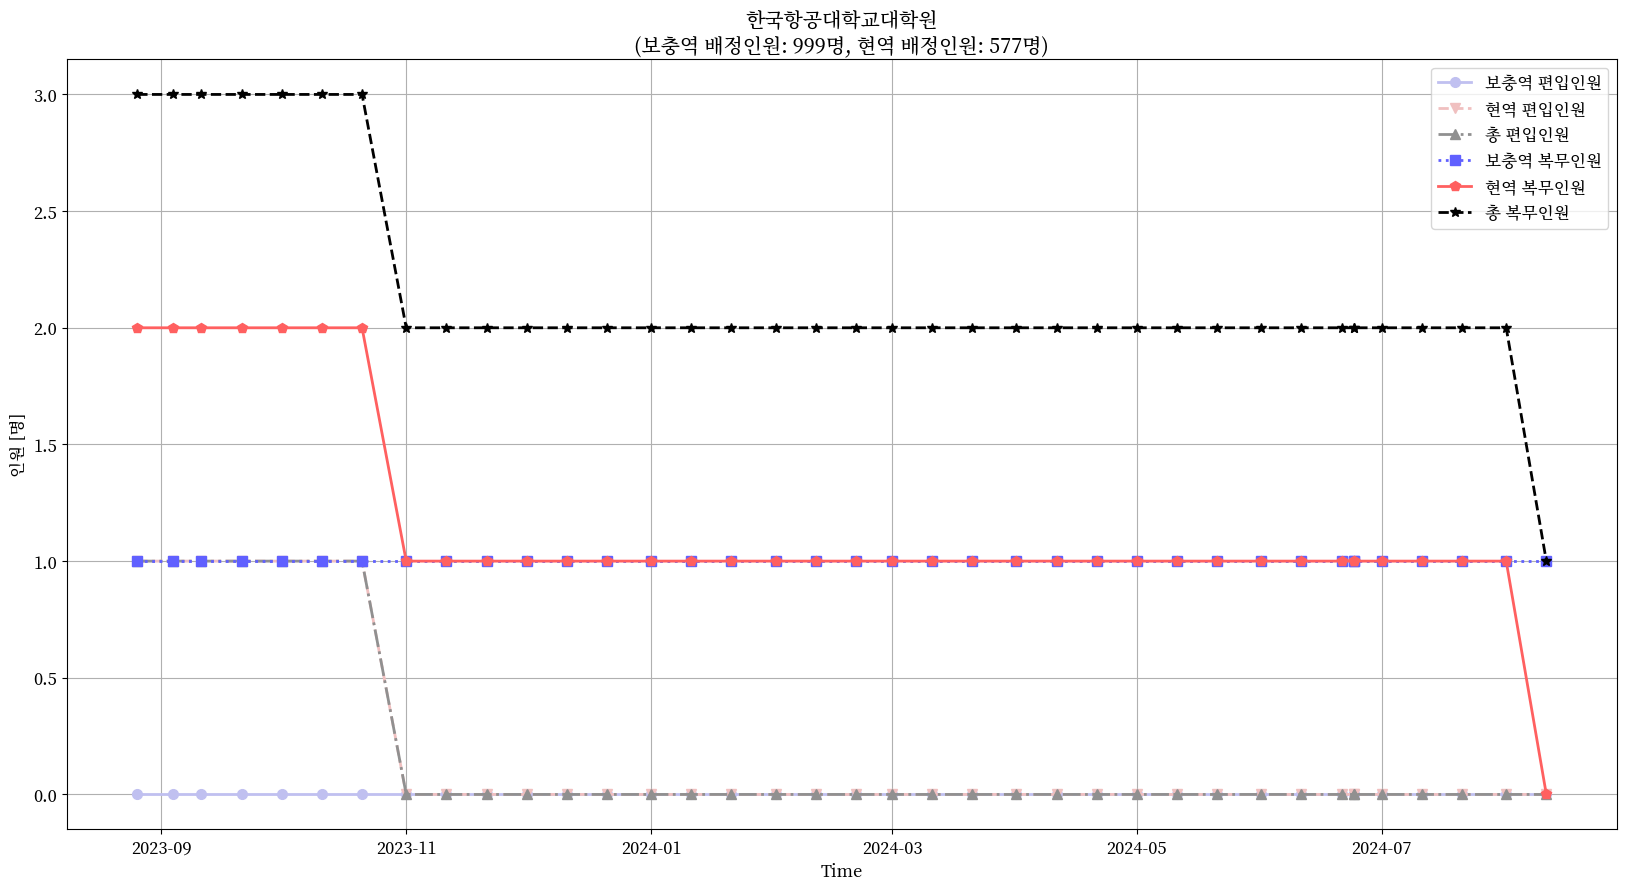 한국항공대학교대학원
(보충역 배정인원: 999명, 현역 배정인원: 577명)
보충역 편입인원
현역 편입인원
총 편입인원
보충역 복무인원
현역 복무인원
총 복무인원
인원 [명]
3.0
2.5
2.0
1.5
1.0
0.5
0.0
2023-09
2023-11
2024-01
2024-03
2024-05
2024-07
Time